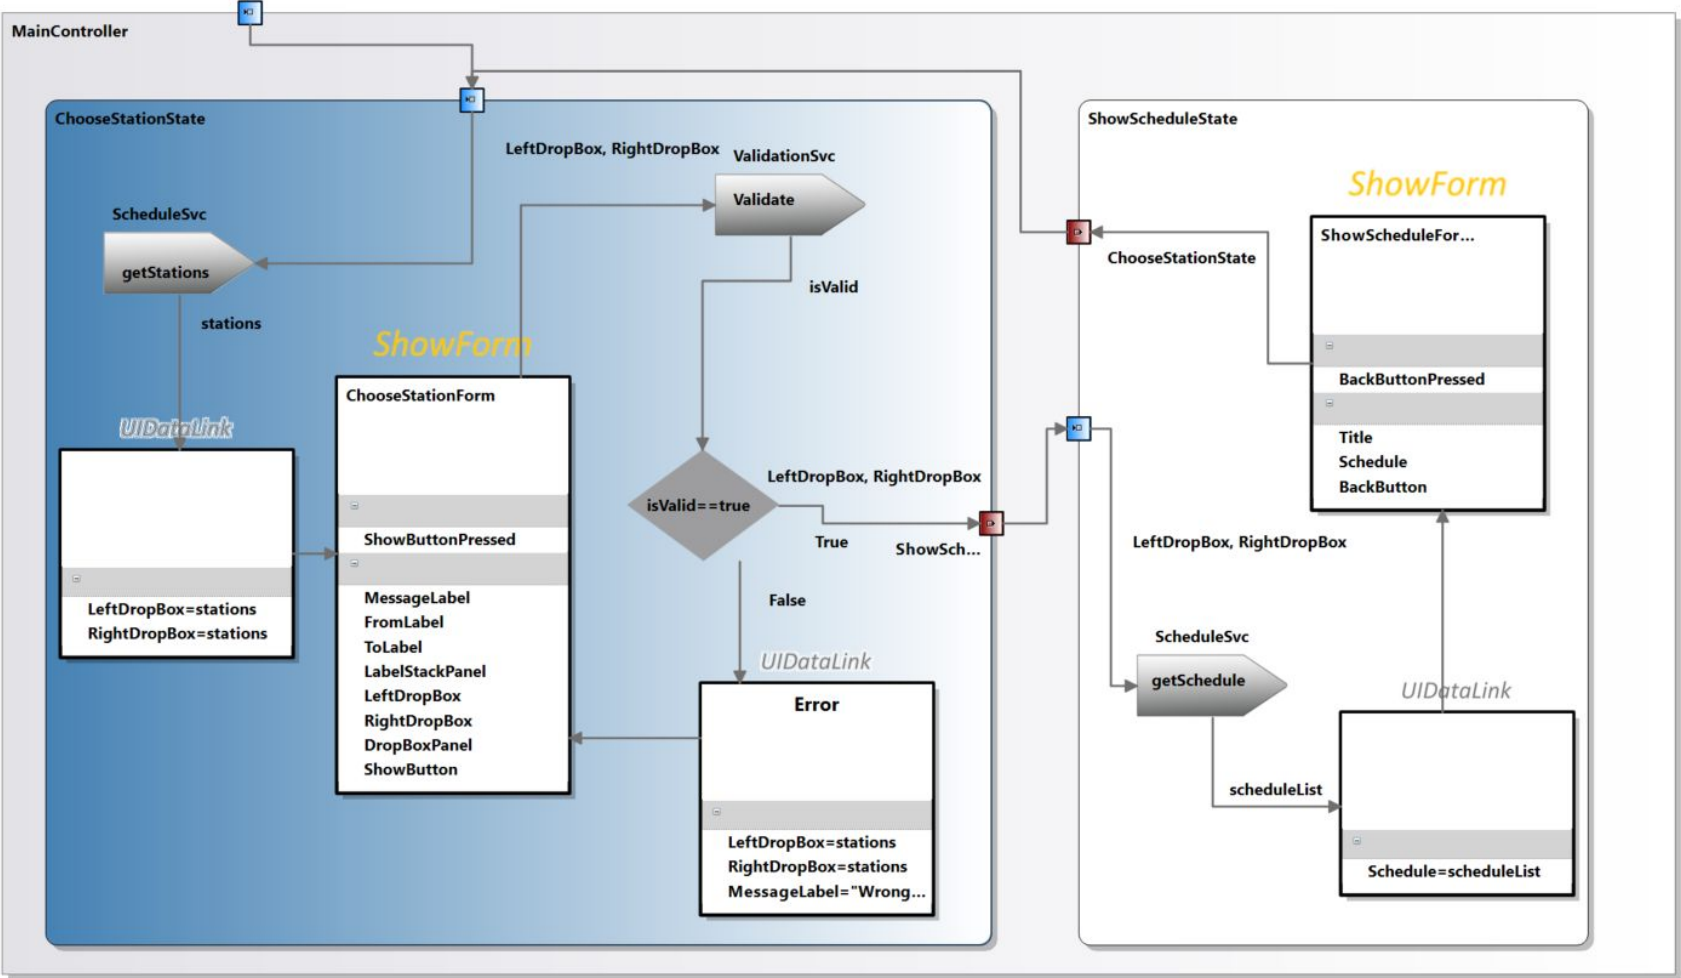 MainController
ChooseStationState
LeftDropBox, RightDropBox
ValidationSvc
Validate
ScheduleSvc
getStations
isValid
stations
ShowForm
ChooseStationForm
UIDataLink
ShowButtonPressed
MessageLabel
FromLabel
ToLabel
LabelStackPanel
LeftDropBox
RightDropBox
DropBoxPanel
ShowButton
LeftDropBox=stations
RightDropBox=stations
isValid==true
LeftDropBox, RightDropBox
True
ShowSch...
False
UIDataLink
Error
LeftDropBox=stations
RightDropBox=stations
MessageLabel="Wrong...
ShowScheduleState
ShowForm
ShowScheduleFor...
ChooseStationState
BackButtonPressed
Title
Schedule
BackButton
LeftDropBox, RightDropBox
ScheduleSvc
getSchedule
UIDataLink
scheduleList
Schedule=scheduleList